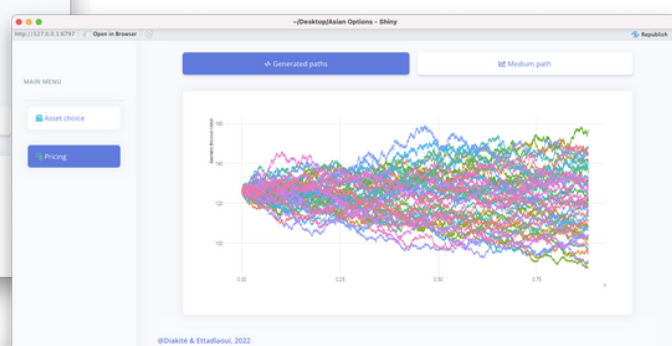 ~/Desktop/Asian Options - Shiny
http://127.0.0.1:6797 Open in Browser Republish
Generated paths Medium path
MAIN MENU
Asset choice
Pricing
160
140
120
100
0.00 0.25 0.50 0.75
t
@Diakité & Ettadlaoui, 2022